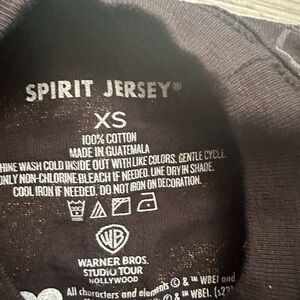 SPIRIT JERSEY®
XS
100% COTTON
MADE IN GUATEMALA
HINE WASH COLD INSIDE OUT WITH LIKE COLORS. GENTLE CYCLE.
ONLY NON-CHLORINE BLEACH IF NEEDED. LINE DRY IN SHADE.
COOL IRON IF NEEDED. DO NOT IRON ON DECORATION.
WB
WARNER BROS.
STUDIO TOUR
HOLLYWOOD
All characters and elements © & ™ WBEI and
© & ™ WBEI.